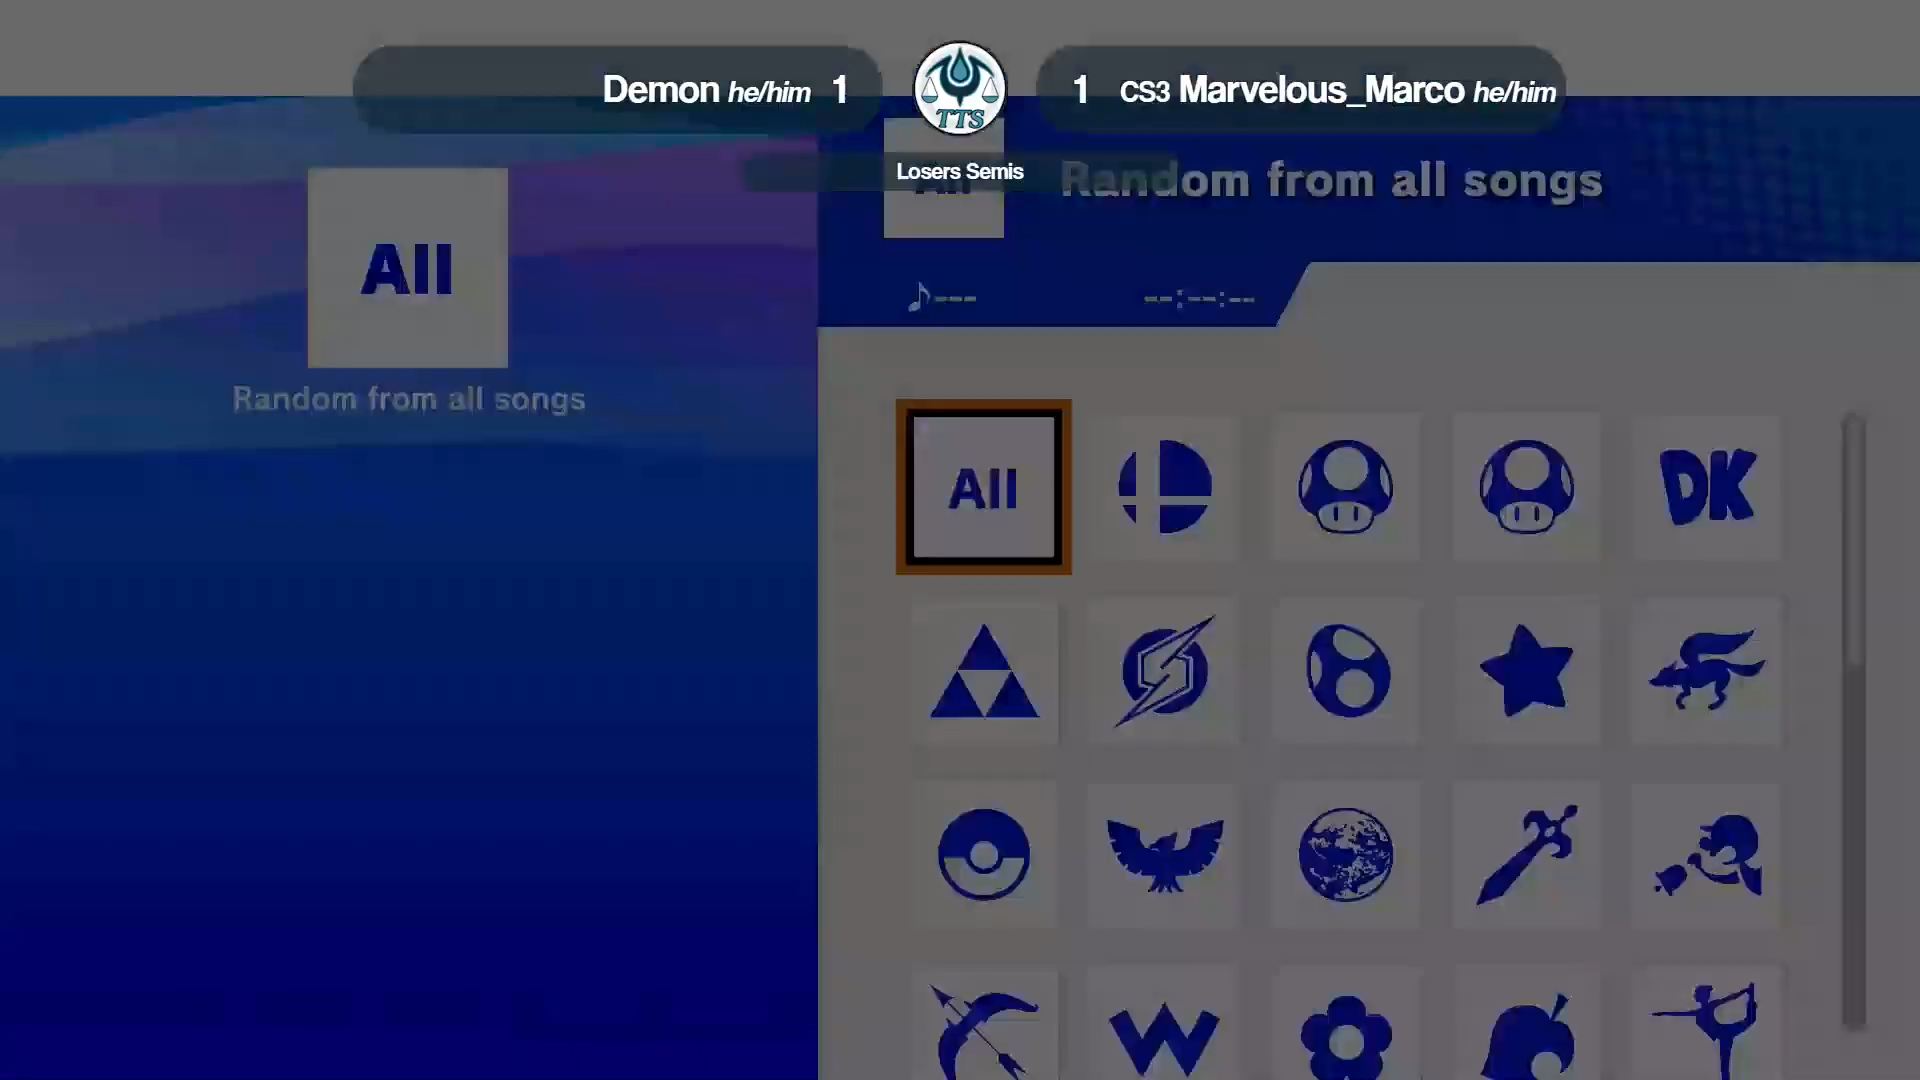 Demon he/him 1
TTS
1 CS3 Marvelous_Marco he/him
Losers Semis
All
Random from all songs
All
Random from all songs
---
--:--:--
All
DK